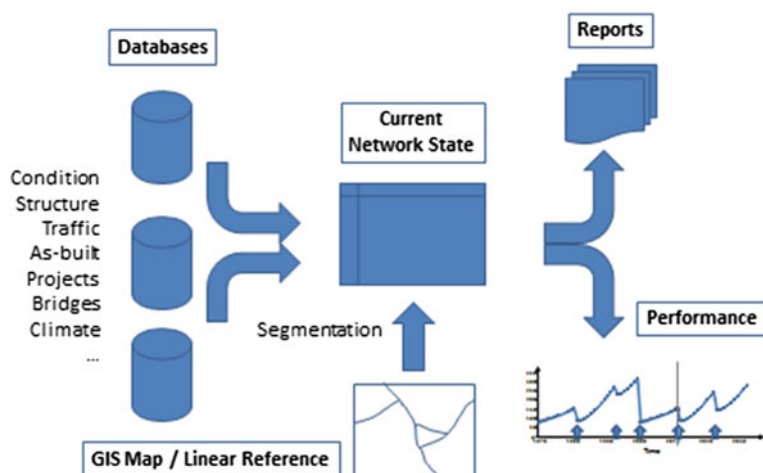 Databases
Reports
Current
Network State
Condition
Structure
Traffic
As-built
Projects
Bridges
Climate
...
Segmentation
Performance
GIS Map / Linear Reference
Time